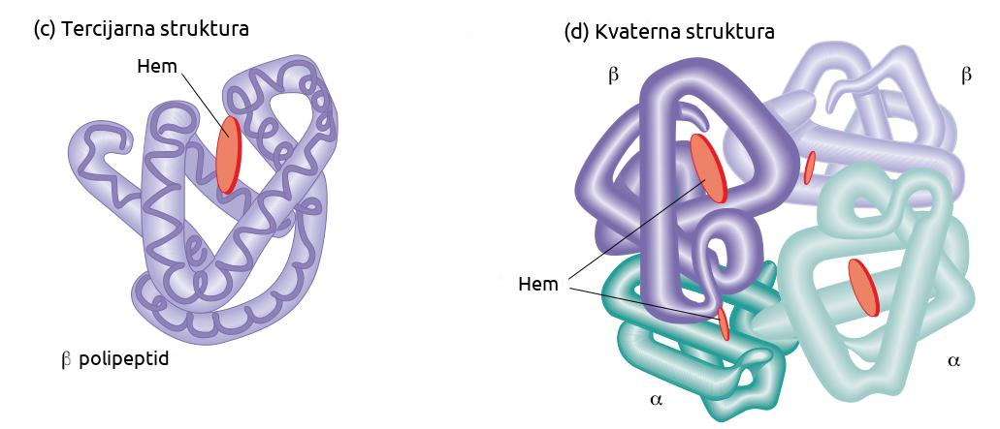 (c) Tercijarna struktura
Hem
β polipeptid
(d) Kvaterna struktura
β
β
Hem
α
α